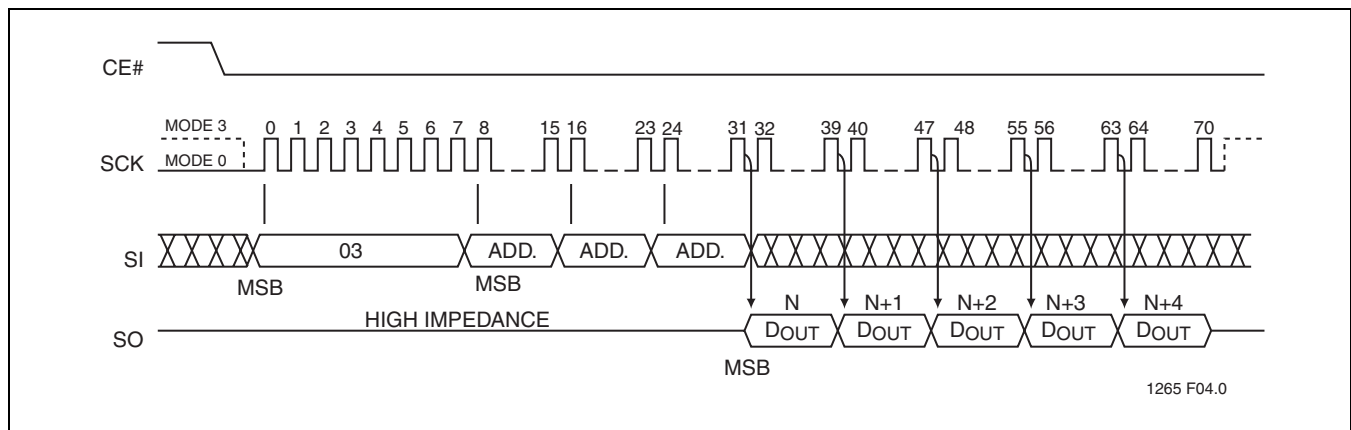 CE#
MODE 3
MODE 0
SCK
0 1 2 3 4 5 6 7 8 15 16 23 24 31 32 39 40 47 48 55 56 63 64 70
SI
03 ADD. ADD. ADD.
MSB MSB
N N+1 N+2 N+3 N+4
HIGH IMPEDANCE
SO
DOUT DOUT DOUT DOUT DOUT
MSB
1265 F04.0